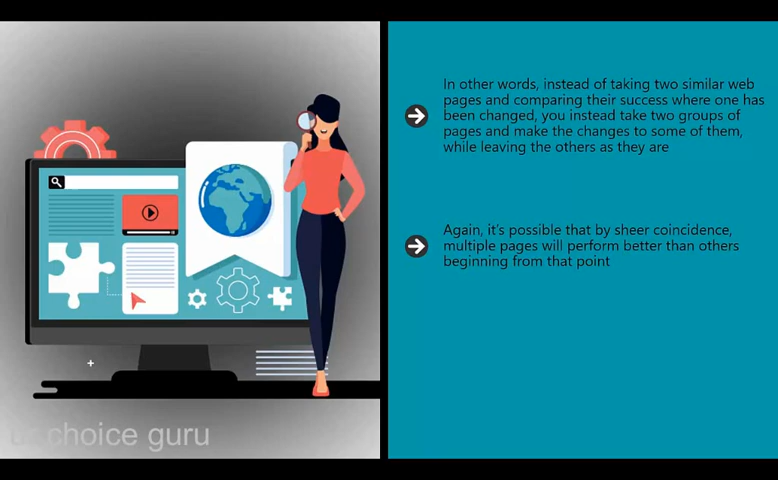 In other words, instead of taking two similar web
pages and comparing their success where one has
been changed, you instead take two groups of
pages and make the changes to some of them,
while leaving the others as they are
Again, it's possible that by sheer coincidence,
multiple pages will perform better than others
beginning from that point
choice guru